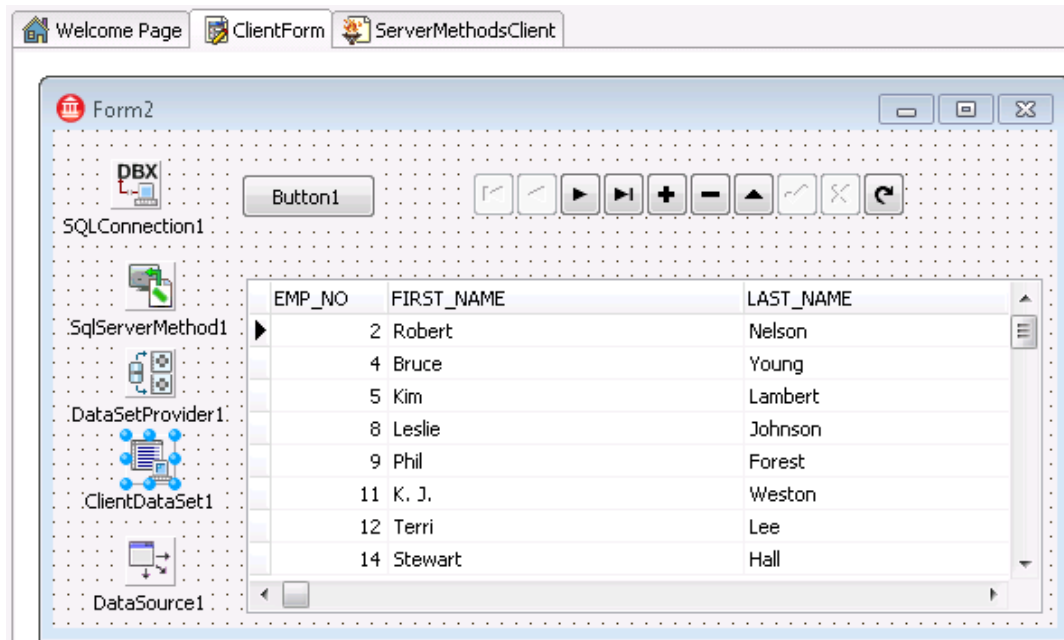 Welcome Page ClientForm ServerMethodsClient
Form2
DBX
SQLConnection1
Button1
SqlServerMethod1
DataSetProvider1
ClientDataSet1
DataSource1
EMP_NO FIRST_NAME LAST_NAME
2 Robert Nelson
4 Bruce Young
5 Kim Lambert
8 Leslie Johnson
9 Phil Forest
11 K. J. Weston
12 Terri Lee
14 Stewart Hall